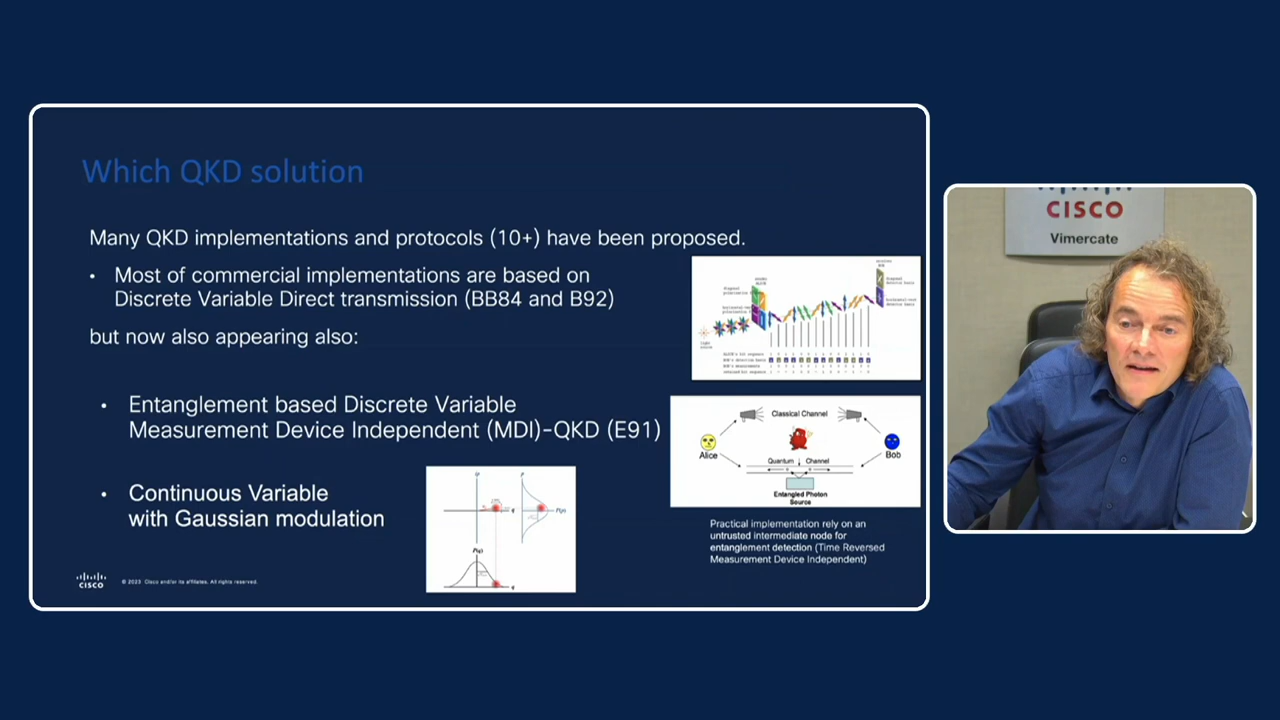 Which QKD solution
Many QKD implementations and protocols (10+) have been proposed.
• Most of commercial implementations are based on
Discrete Variable Direct transmission (BB84 and B92)
but now also appearing also:
• Entanglement based Discrete Variable
Measurement Device Independent (MDI)-QKD (E91)
• Continuous Variable
with Gaussian modulation
Classical Channel
Alice
Bob
Quantum Channel
Entangled Photon
Source
Practical implementation rely on an
untrusted intermediate node for
entanglement detection (Time Reversed
Measurement Device Independent)
P(p)
P(q)
q
CISCO
© 2023 Cisco and/or its affiliates. All rights reserved.
CISCO
Vimercate